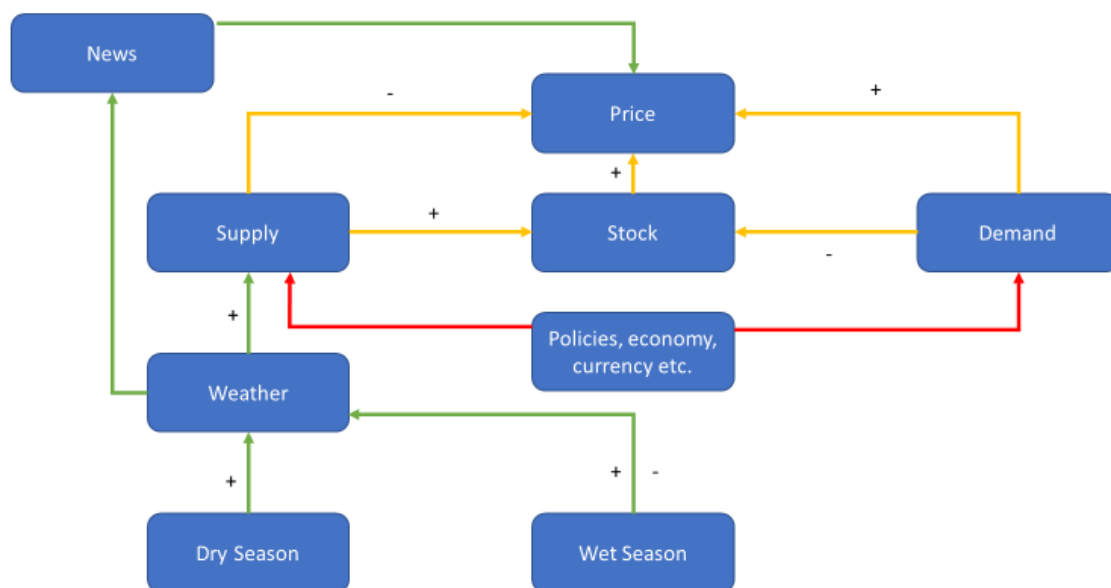 News
-
+
Price
+
Supply
+
Stock
Demand
-
+
Policies, economy,
currency etc.
Weather
+
+ -
Dry Season
Wet Season